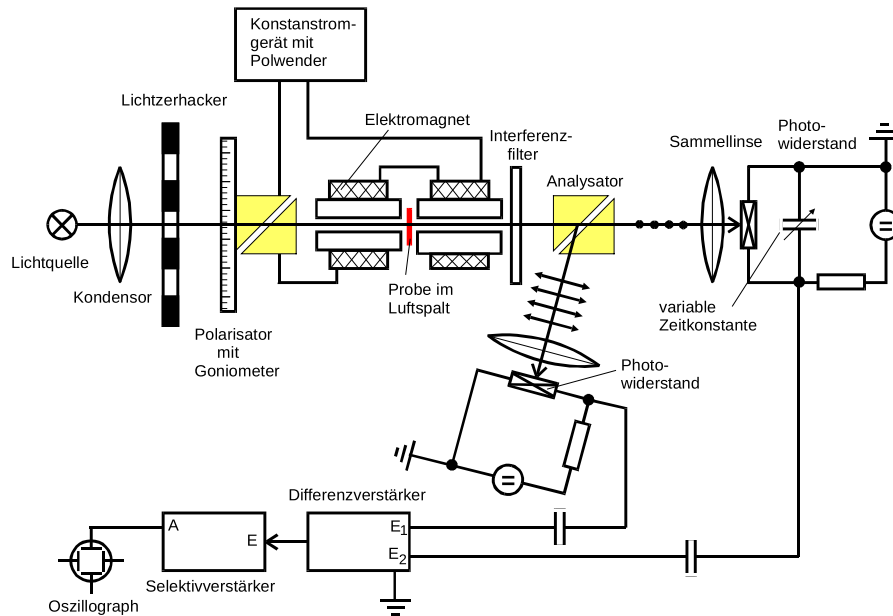 Konstanstrom-
gerät mit
Polwender
Lichtzerhacker
Elektromagnet
Interferenz-
filter
Analysator
Sammellinse
Photo-
widerstand
Lichtquelle
Kondensor
Polarisator
mit
Goniometer
Probe im
Luftspalt
variable
Zeitkonstante
Photo-
widerstand
Differenzverstärker
A
E
E1
E2
Selektivverstärker
Oszillograph